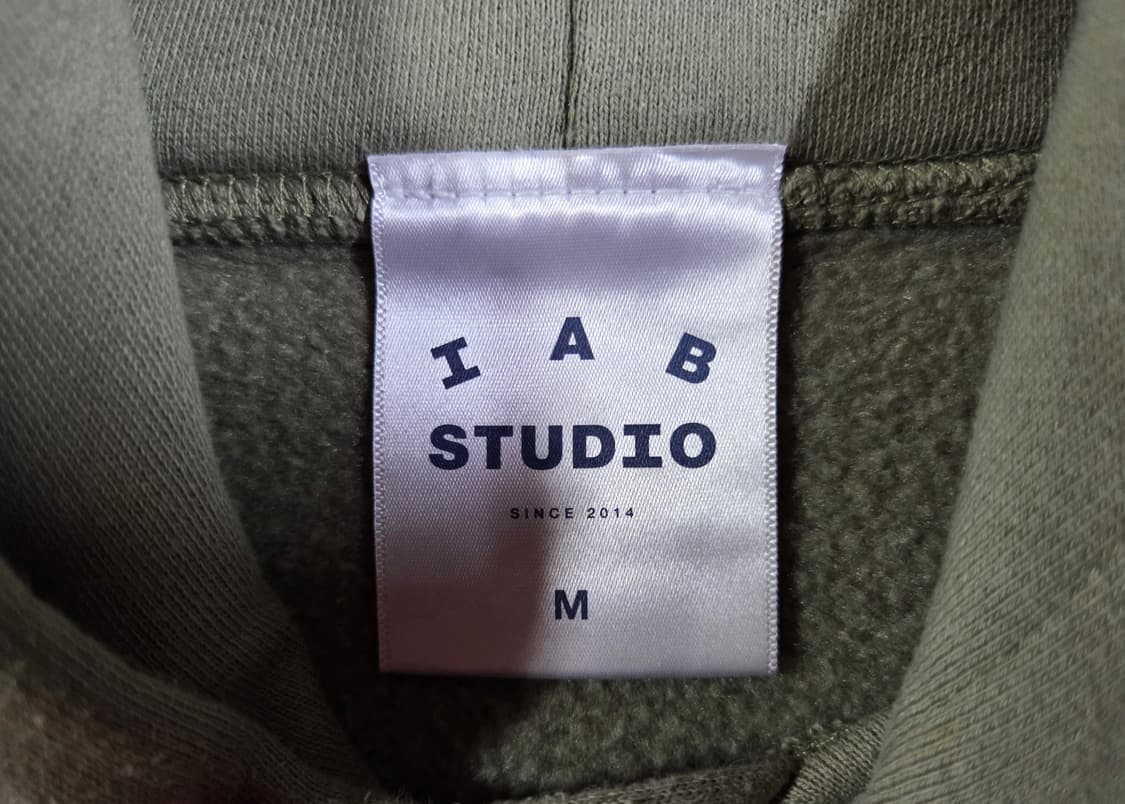 I A B
STUDIO
SINCE 2014
M